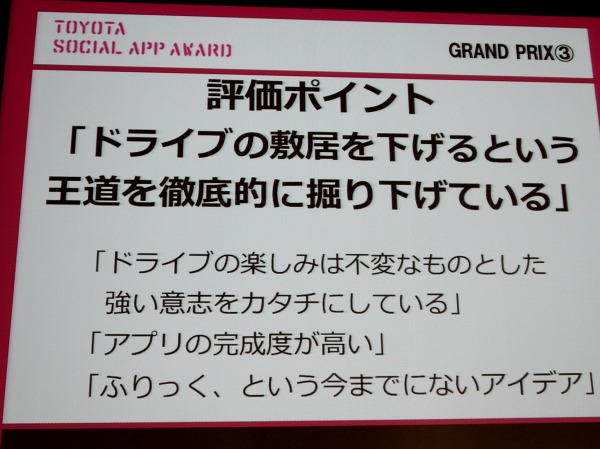 TOYOTA
SOCIAL APP AWARD
GRAND PRIX③
評価ポイント
「ドライブの敷居を下げるという
王道を徹底的に掘り下げている」
「ドライブの楽しみは不変なものとした
強い意志をカタチにしている」
「アプリの完成度が高い」
「ふりっく、という今までにないアイデア」